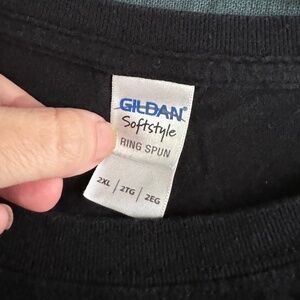 GILDAN
Softstyle
RING SPUN
2XL | 2TG | 2EG